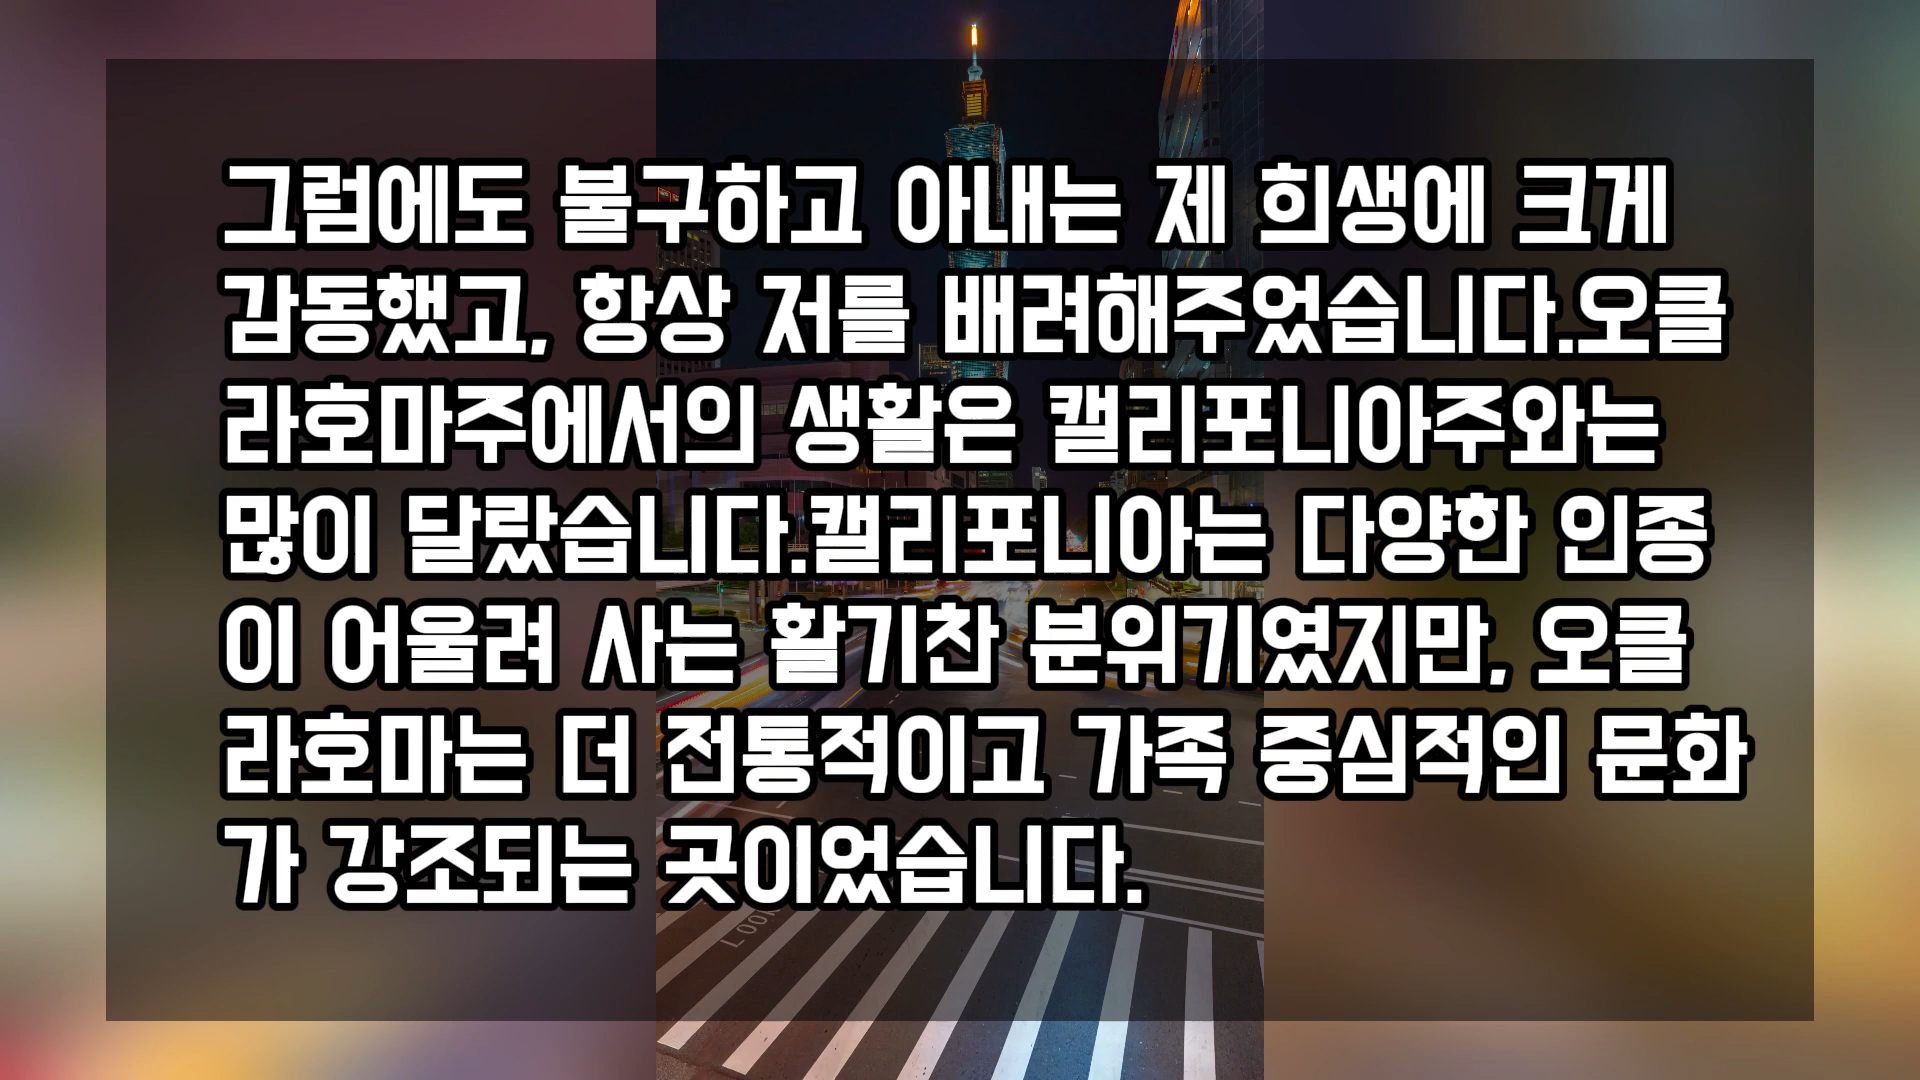 그럼에도 불구하고 아내는 제 희생에 크게
감동했고, 항상 저를 배려해주었습니다.오클
라호마주에서의 생활은 캘리포니아주와는
많이 달랐습니다.캘리포니아는 다양한 인종
이 어울려 사는 활기찬 분위기였지만, 오클
라호마는 더 전통적이고 가족 중심적인 문화
가 강조되는 곳이었습니다.
LOOK